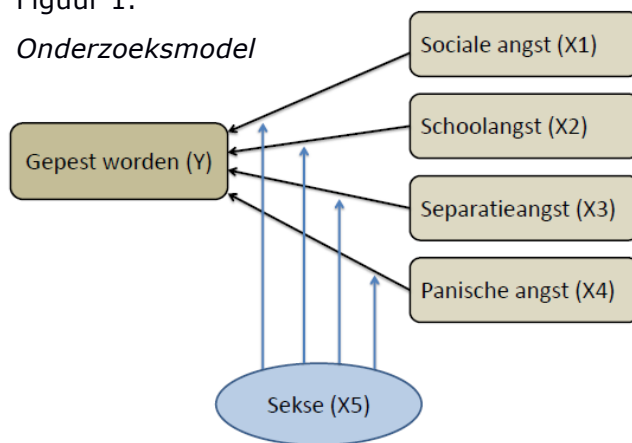 Figuur 1.
Onderzoeksmodel
Sociale angst (X1)
Schoolangst (X2)
Gepest worden (Y)
Separatieangst (X3)
Panische angst (X4)
Sekse (X5)